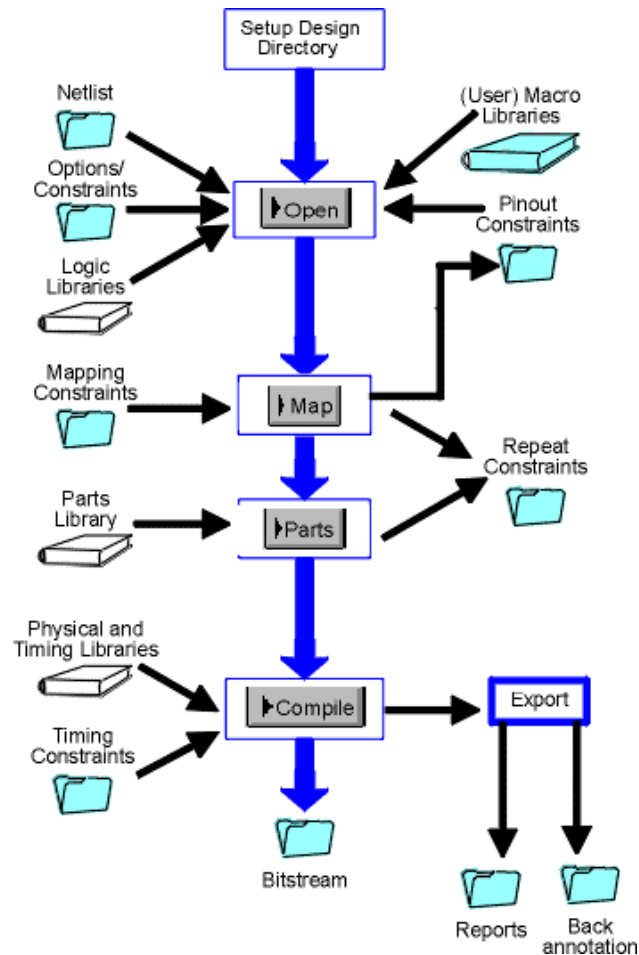 Setup Design
Directory
Netlist
(User) Macro
Libraries
Options/
Constraints
Open
Pinout
Constraints
Logic
Libraries
Mapping
Constraints
Map
Repeat
Constraints
Parts
Library
Parts
Physical and
Timing Libraries
Compile
Export
Timing
Constraints
Bitstream
Reports
Back
annotation